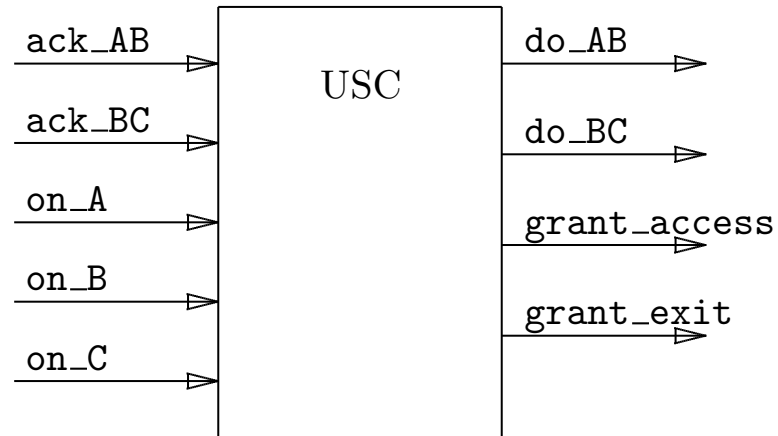 ack_AB
ack_BC
on_A
on_B
on_C
USC
do_AB
do_BC
grant_access
grant_exit